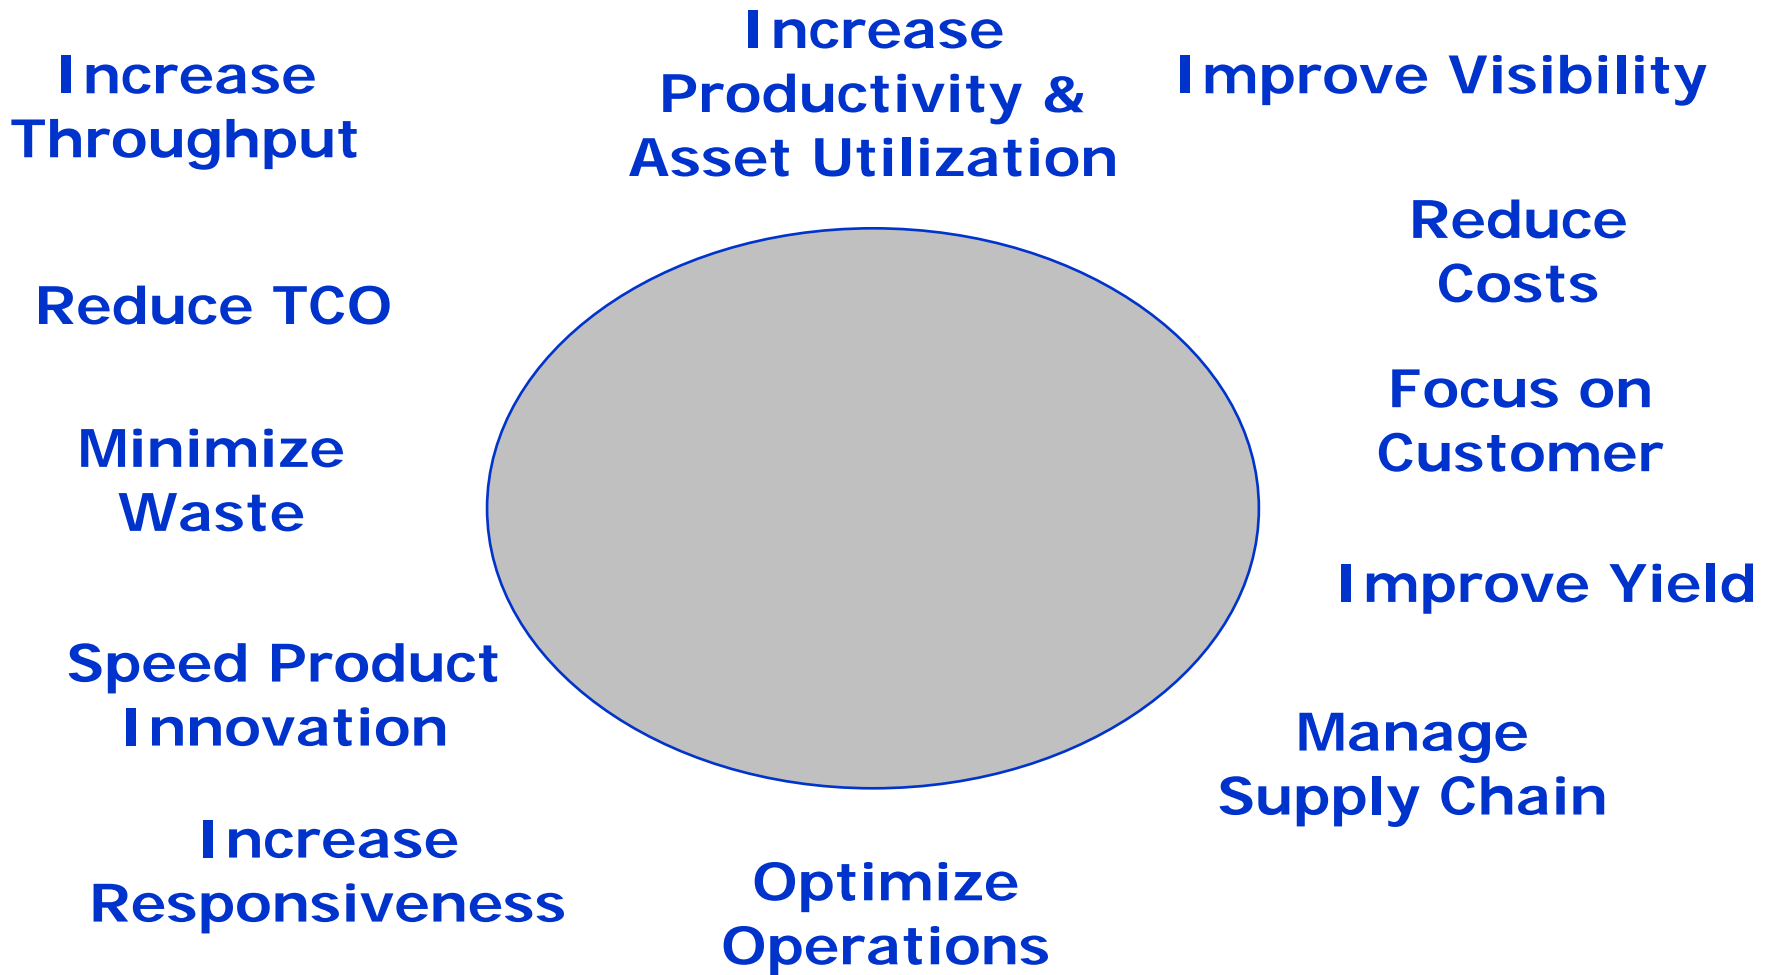 Increase
Throughput
Increase
Productivity &
Asset Utilization
Improve Visibility
Reduce
Costs
Reduce TCO
Focus on
Customer
Minimize
Waste
Improve Yield
Speed Product
Innovation
Manage
Supply Chain
Increase
Responsiveness
Optimize
Operations